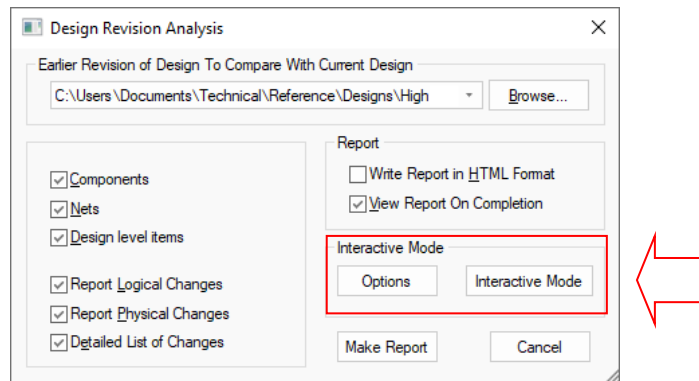 Design Revision Analysis
Earlier Revision of Design To Compare With Current Design
C:\Users\Documents\Technical\Reference\Designs\High
Browse...
Components
Nets
Design level items
Report Logical Changes
Report Physical Changes
Detailed List of Changes
Report
Write Report in HTML Format
View Report On Completion
Interactive Mode
Options
Interactive Mode
Make Report
Cancel